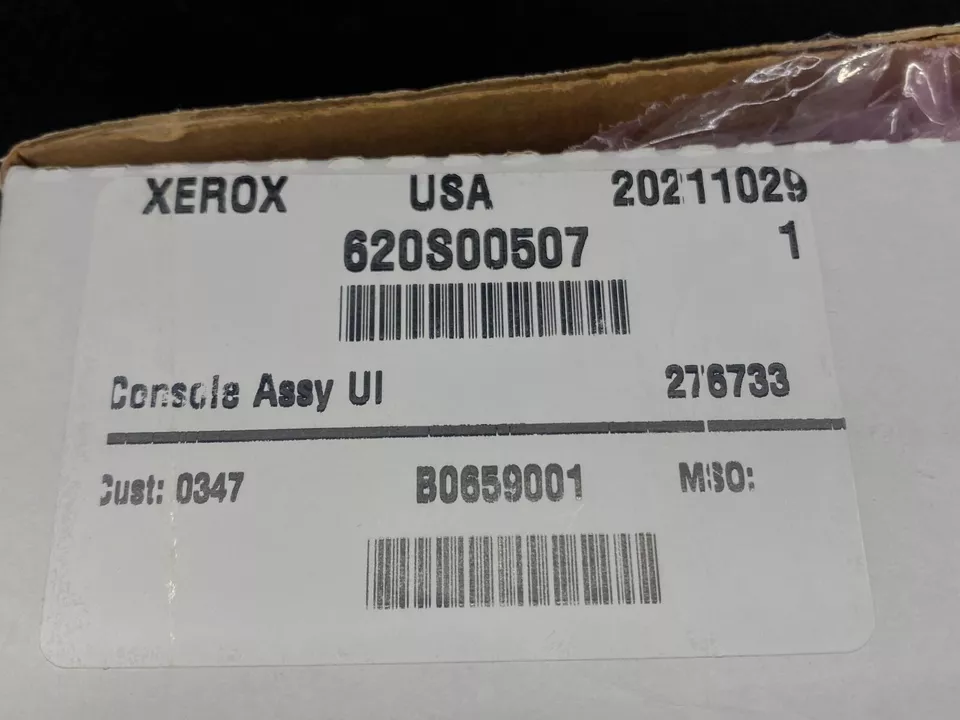 XEROX USA 20211029
620S00507 1
Console Assy UI 276733
Cust: 0347 B0659001 MSO: